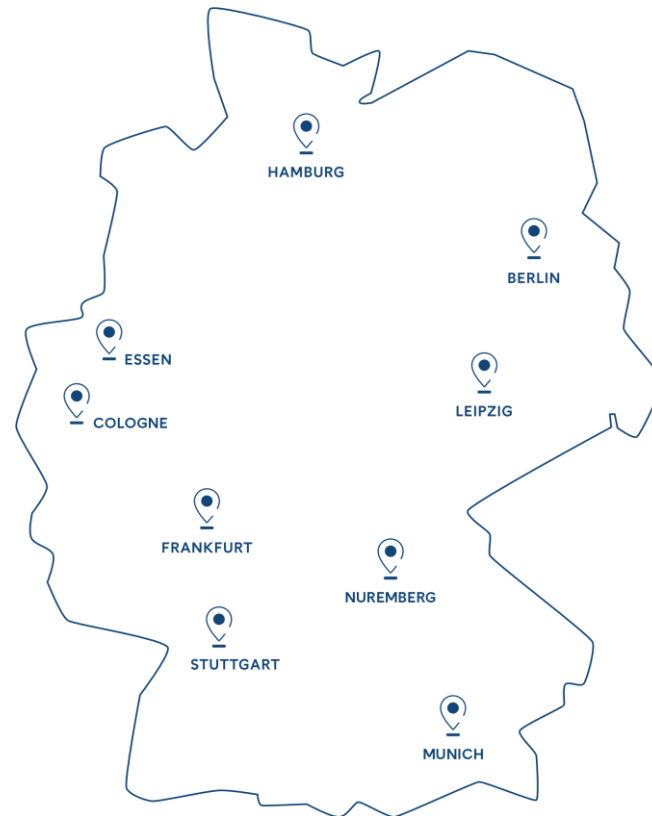 HAMBURG
BERLIN
ESSEN
LEIPZIG
COLOGNE
FRANKFURT
NUREMBERG
STUTTGART
MUNICH